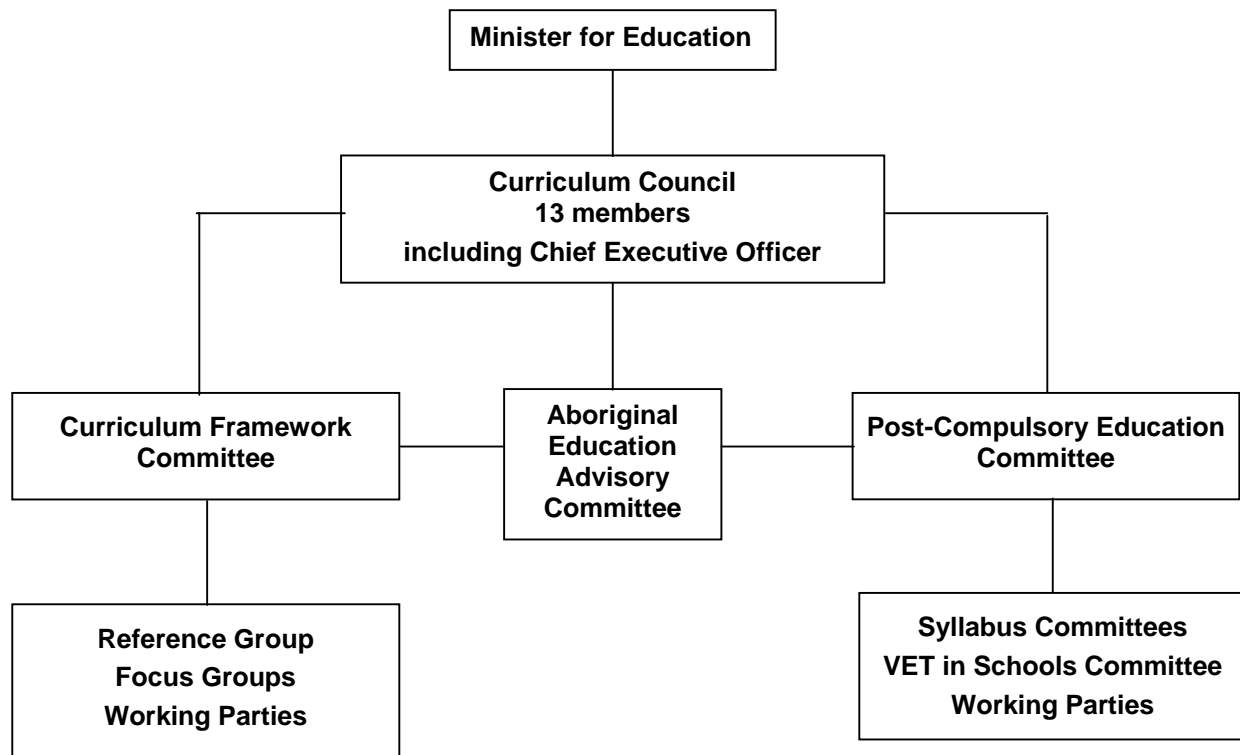 Minister for Education
Curriculum Council
13 members
including Chief Executive Officer
Curriculum Framework
Committee
Aboriginal
Education
Advisory
Committee
Post-Compulsory Education
Committee
Reference Group
Focus Groups
Working Parties
Syllabus Committees
VET in Schools Committee
Working Parties